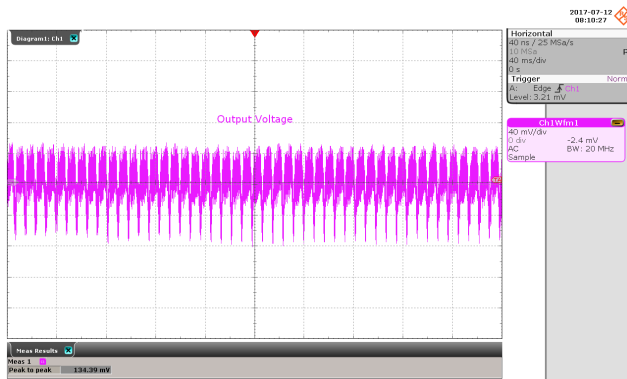 2017-07-12
08:10:27
Diagram1: Ch1
Horizontal
40 ns / 25 MSa/s
10 MSa
40 ms/div
0 s
Trigger Norm
A: Edge Ch1
Level: 3.21 mV
Ch1Wfm1
40 mV/div
0 div -2.4 mV
AC BW: 20 MHz
Sample
Output Voltage
Meas Results
Meas 1
Peak to peak 134.39 mV